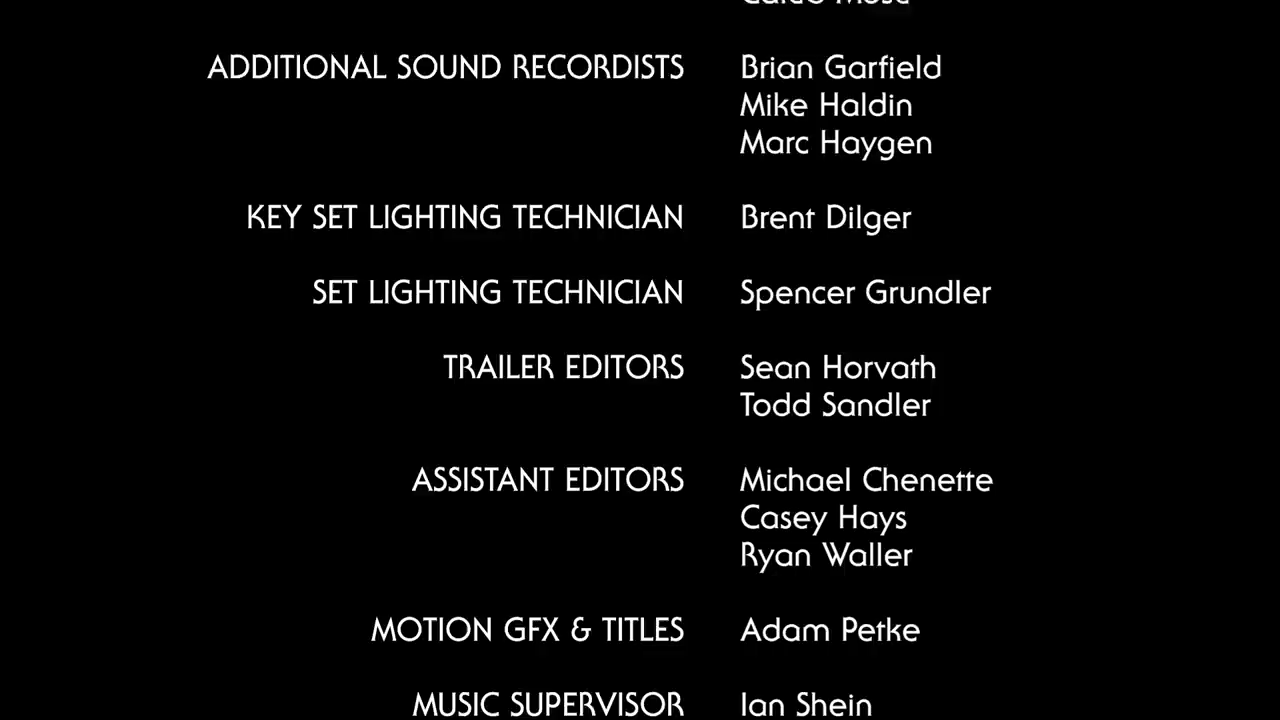 ADDITIONAL SOUND RECORDISTS Brian Garfield
Mike Haldin
Marc Haygen
KEY SET LIGHTING TECHNICIAN Brent Dilger
SET LIGHTING TECHNICIAN Spencer Grundler
TRAILER EDITORS Sean Horvath
Todd Sandler
ASSISTANT EDITORS Michael Chenette
Casey Hays
Ryan Waller
MOTION GFX & TITLES Adam Petke
MUSIC SUPERVISOR Ian Shein